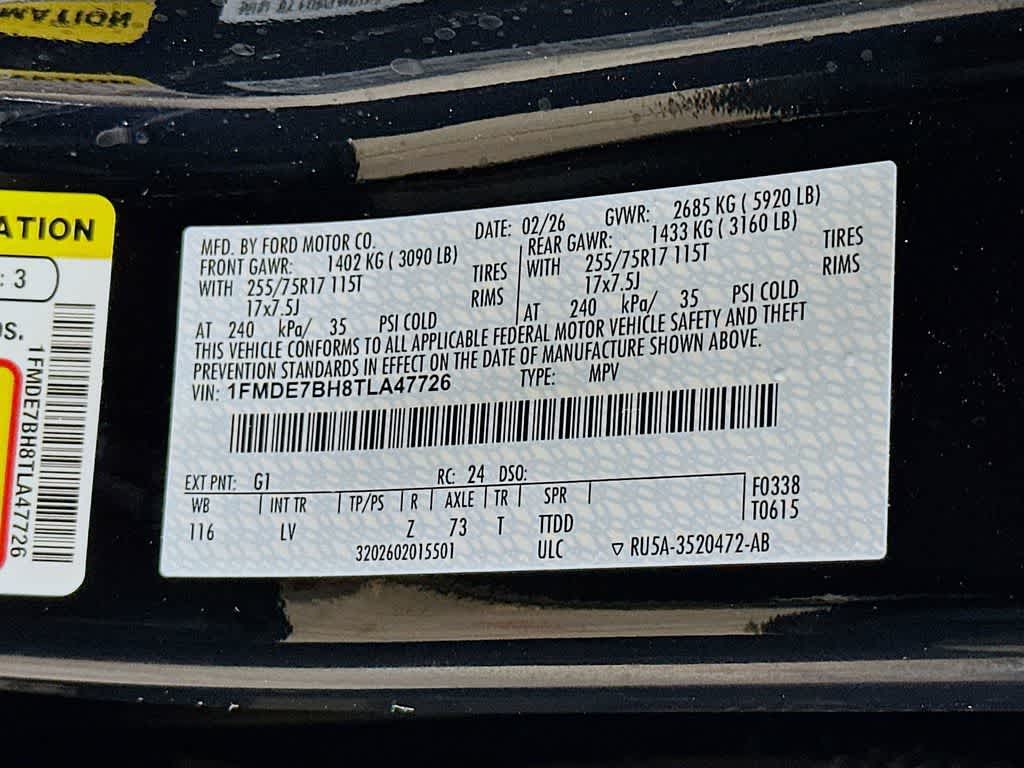 ATION
: 3
S.
1FMDE7BH8TLA47726
MFD. BY FORD MOTOR CO.
DATE: 02/26
GVWR: 2685 KG ( 5920 LB)
FRONT GAWR: 1402 KG ( 3090 LB)
WITH 255/75R17 115T TIRES
17x7.5J RIMS
AT 240 kPa/ 35 PSI COLD
REAR GAWR: 1433 KG ( 3160 LB)
WITH 255/75R17 115T TIRES
17x7.5J RIMS
AT 240 kPa/ 35 PSI COLD
THIS VEHICLE CONFORMS TO ALL APPLICABLE FEDERAL MOTOR VEHICLE SAFETY AND THEFT
PREVENTION STANDARDS IN EFFECT ON THE DATE OF MANUFACTURE SHOWN ABOVE.
VIN: 1FMDE7BH8TLA47726 TYPE: MPV
EXT PNT: G1 RC: 24 DSO:
WB INT TR TP/PS R AXLE TR SPR
116 LV Z 73 T TTDD
F0338
T0615
3202602015501 ULC ▽ RU5A-3520472-AB